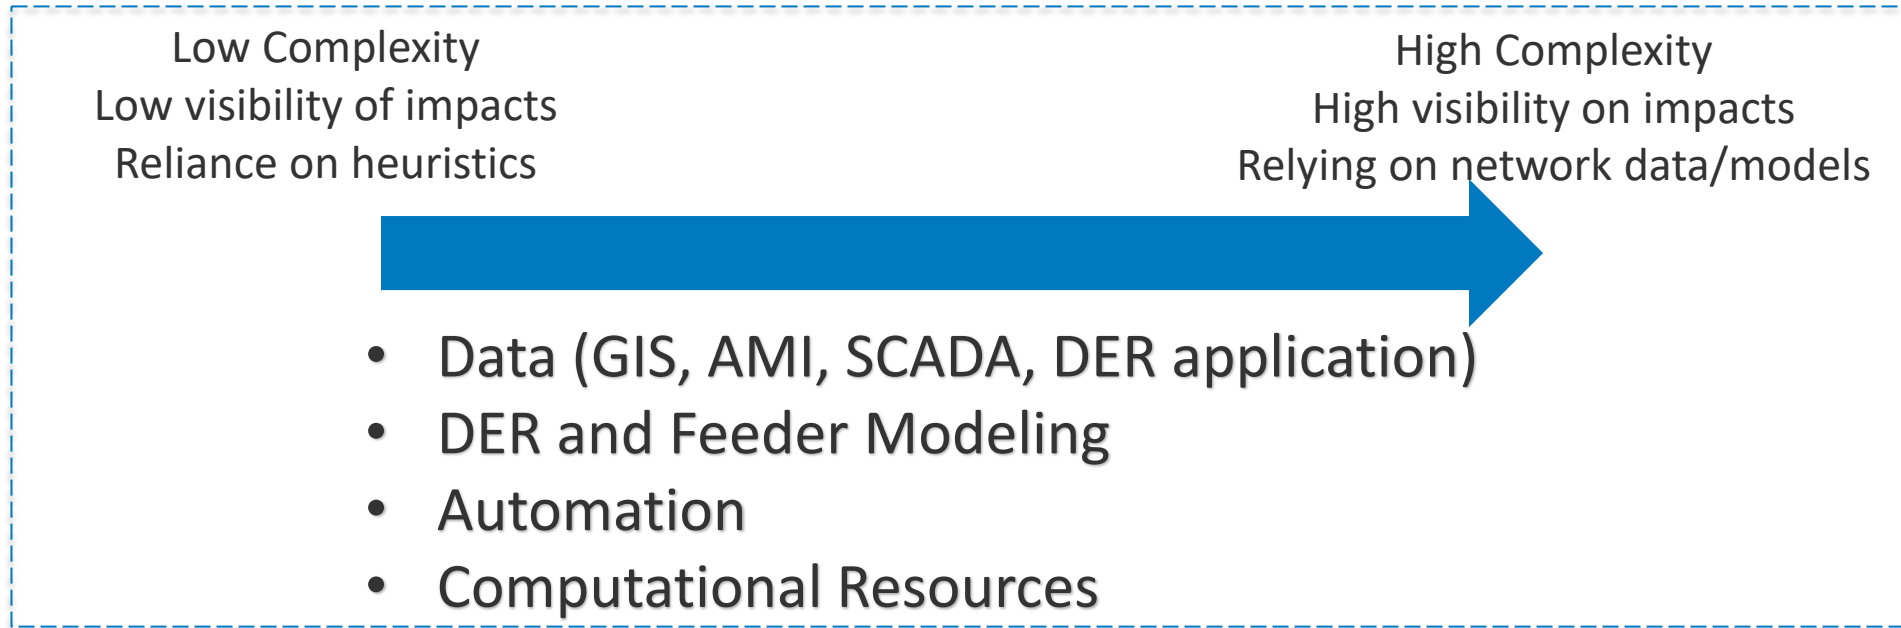 Low Complexity
Low visibility of impacts
Reliance on heuristics
High Complexity
High visibility on impacts
Relying on network data/models
• Data (GIS, AMI, SCADA, DER application)
• DER and Feeder Modeling
• Automation
• Computational Resources